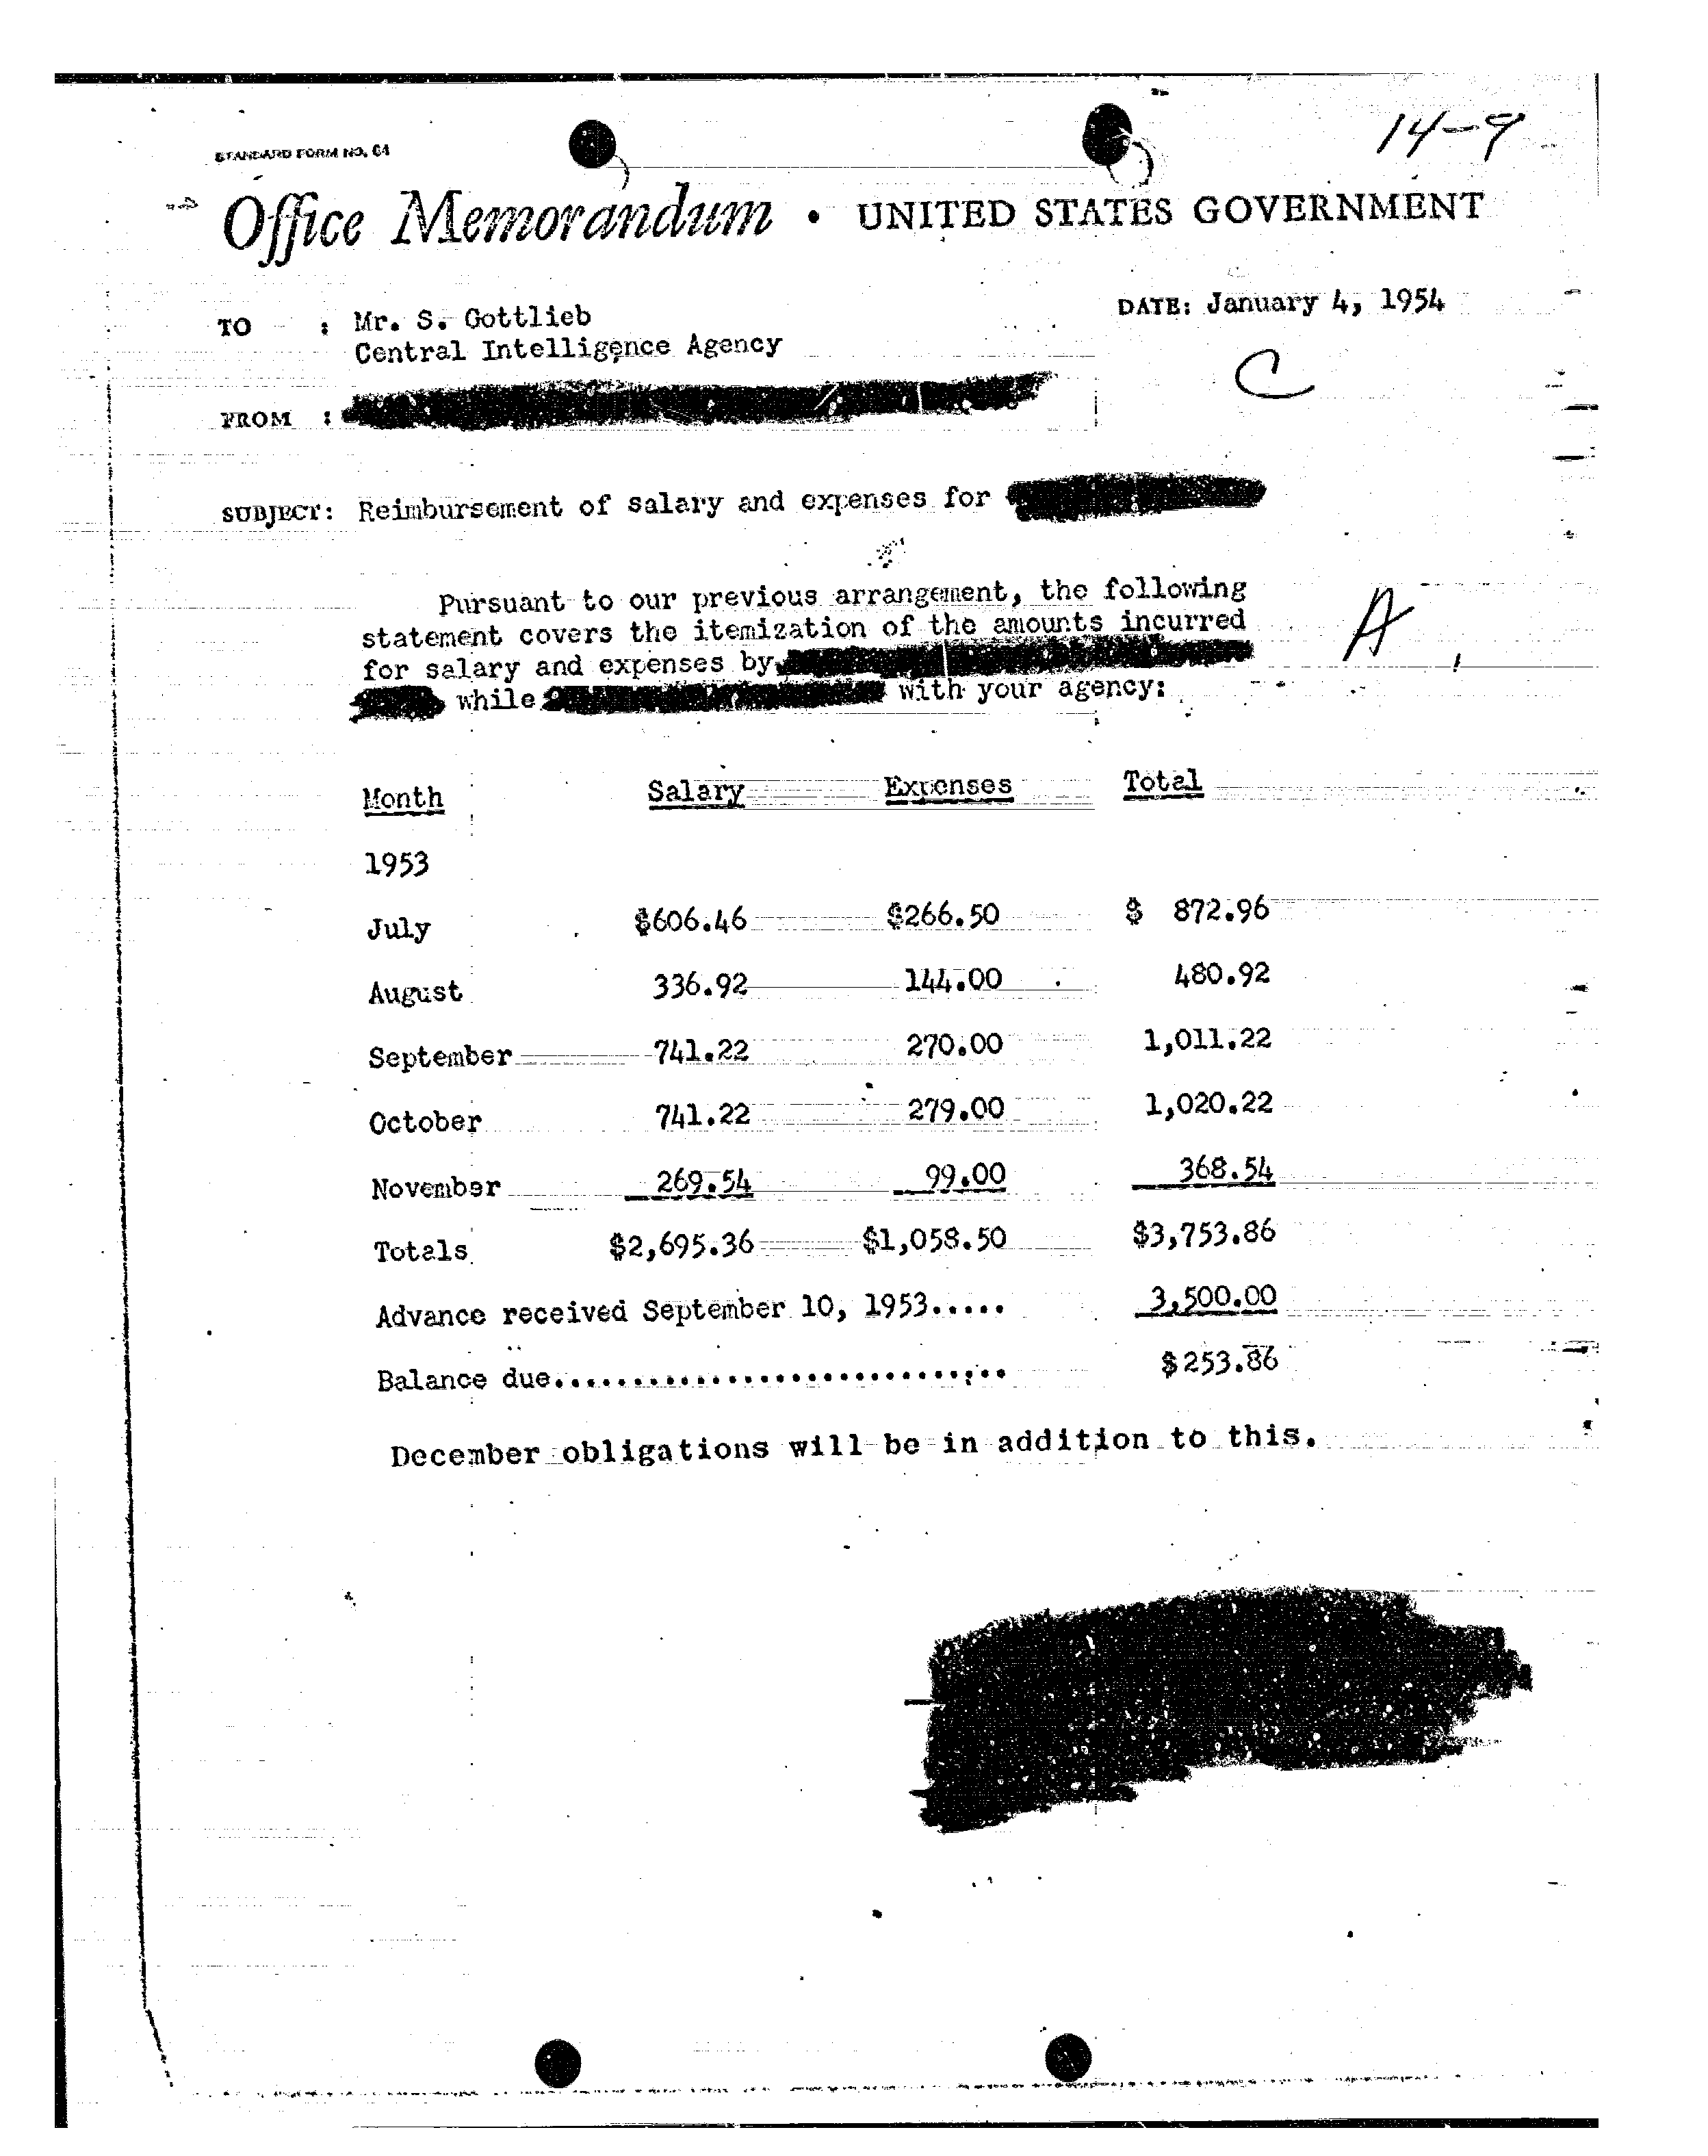 14-9
STANDARD FORM NO. 64
Office Memorandum • UNITED STATES GOVERNMENT
TO : Mr. S. Gottlieb DATE: January 4, 1954
Central Intelligence Agency
C
FROM :
SUBJECT: Reimbursement of salary and expenses for
Pursuant to our previous arrangement, the following
statement covers the itemization of the amounts incurred
A
for salary and expenses by
while with your agency:
Month Salary Expenses Total
1953
July $606.46 $266.50 $ 872.96
August 336.92 144.00 480.92
September 741.22 270.00 1,011.22
October 741.22 279.00 1,020.22
November 269.54 99.00 368.54
Totals $2,695.36 $1,058.50 $3,753.86
Advance received September 10, 1953..... 3,500.00
Balance due............................. $253.86
December obligations will be in addition to this.